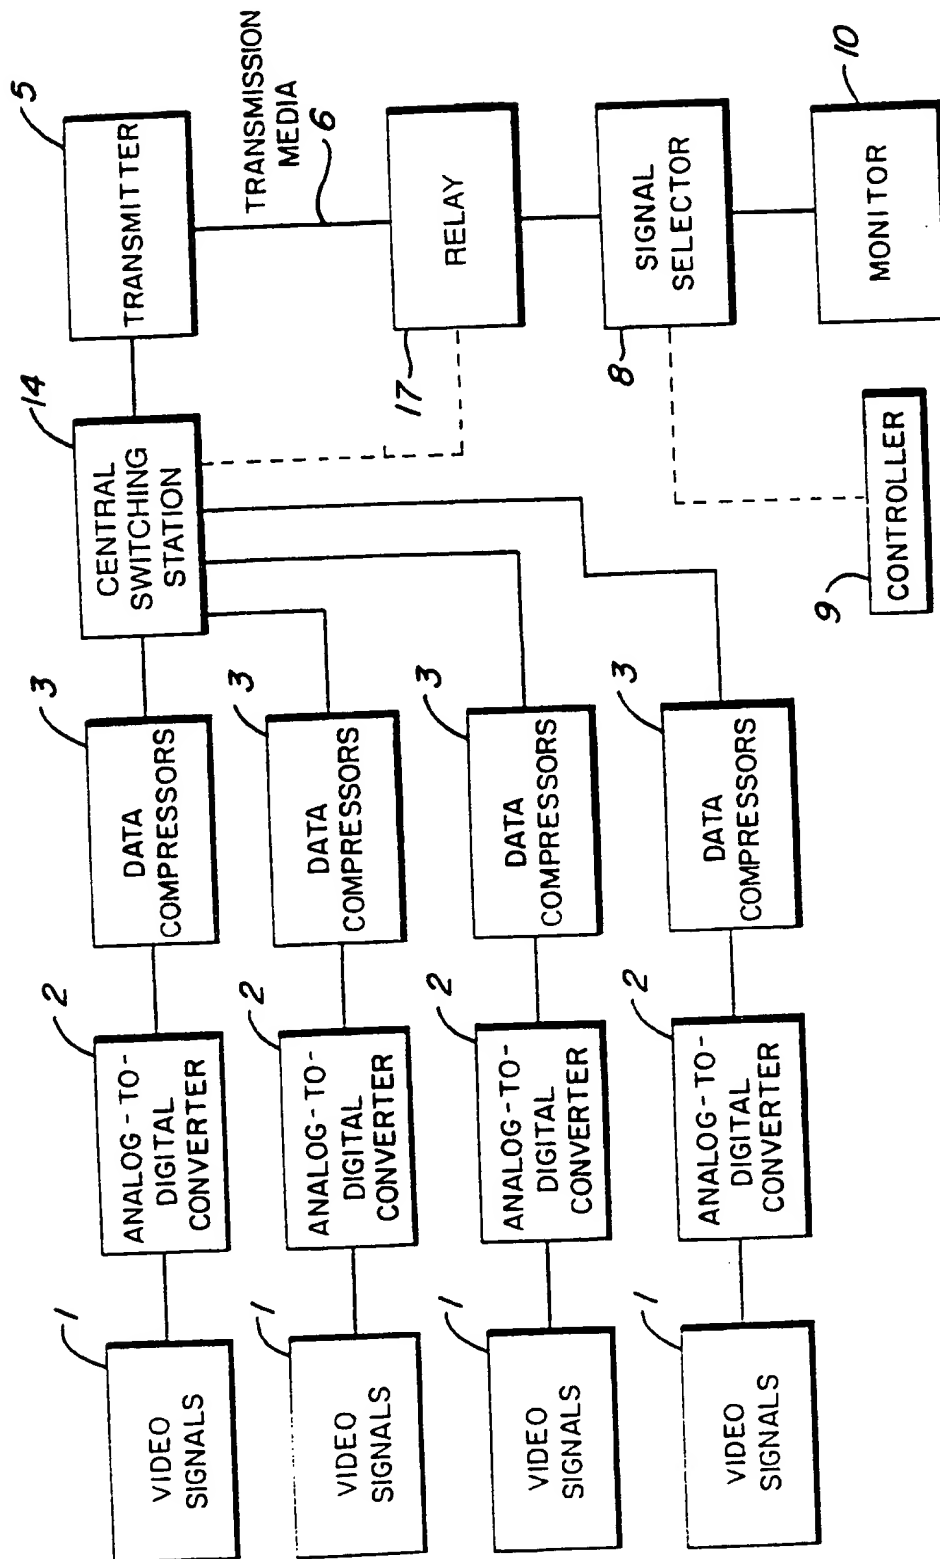 1
VIDEO
SIGNALS
2
ANALOG-TO-
DIGITAL
CONVERTER
3
DATA
COMPRESSORS
14
CENTRAL
SWITCHING
STATION
5
TRANSMITTER
1
VIDEO
SIGNALS
2
ANALOG-TO-
DIGITAL
CONVERTER
3
DATA
COMPRESSORS
TRANSMISSION
MEDIA
6
1
VIDEO
SIGNALS
2
ANALOG-TO-
DIGITAL
CONVERTER
3
DATA
COMPRESSORS
17
RELAY
1
VIDEO
SIGNALS
2
ANALOG-TO-
DIGITAL
CONVERTER
3
DATA
COMPRESSORS
8
SIGNAL
SELECTOR
9
CONTROLLER
10
MONITOR